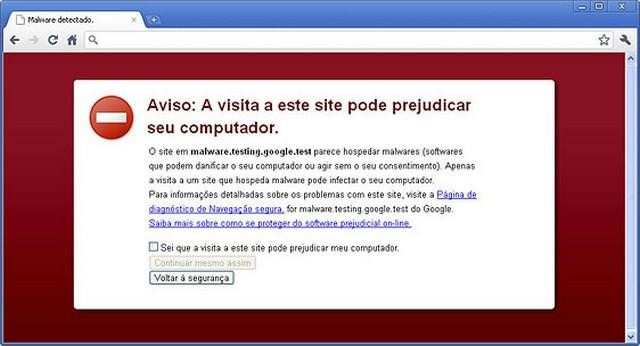 Malware detectado.
Aviso: A visita a este site pode prejudicar
seu computador.
O site em malware.testing.google.test parece hospedar malwares (softwares
que podem danificar o seu computador ou agir sem o seu consentimento). Apenas
a visita a um site que hospeda malware pode infectar o seu computador.
Para informações detalhadas sobre os problemas com este site, visite a Página de
diagnóstico de Navegação segura, for malware.testing.google.test do Google.
Saiba mais sobre como se proteger do software prejudicial on-line.
Sei que a visita a este site pode prejudicar meu computador.
Continuar mesmo assim
Voltar à segurança